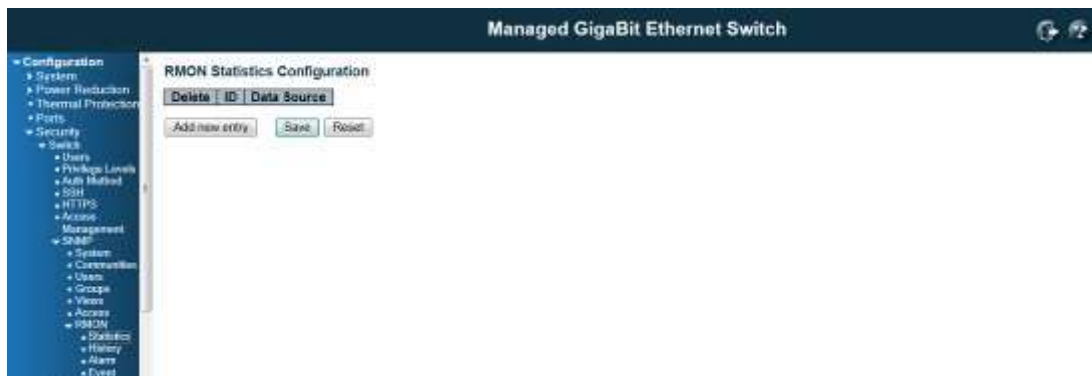 Managed GigaBit Ethernet Switch
Configuration
System
Power Reduction
Thermal Protection
Ports
Security
Switch
Users
Privilege Levels
Auth Method
SSH
HTTPS
Access
Management
SNMP
System
Communities
Users
Groups
Views
Access
RMON
Statistics
History
Alarm
Event
RMON Statistics Configuration
Delete ID Data Source
Add new entry Save Reset